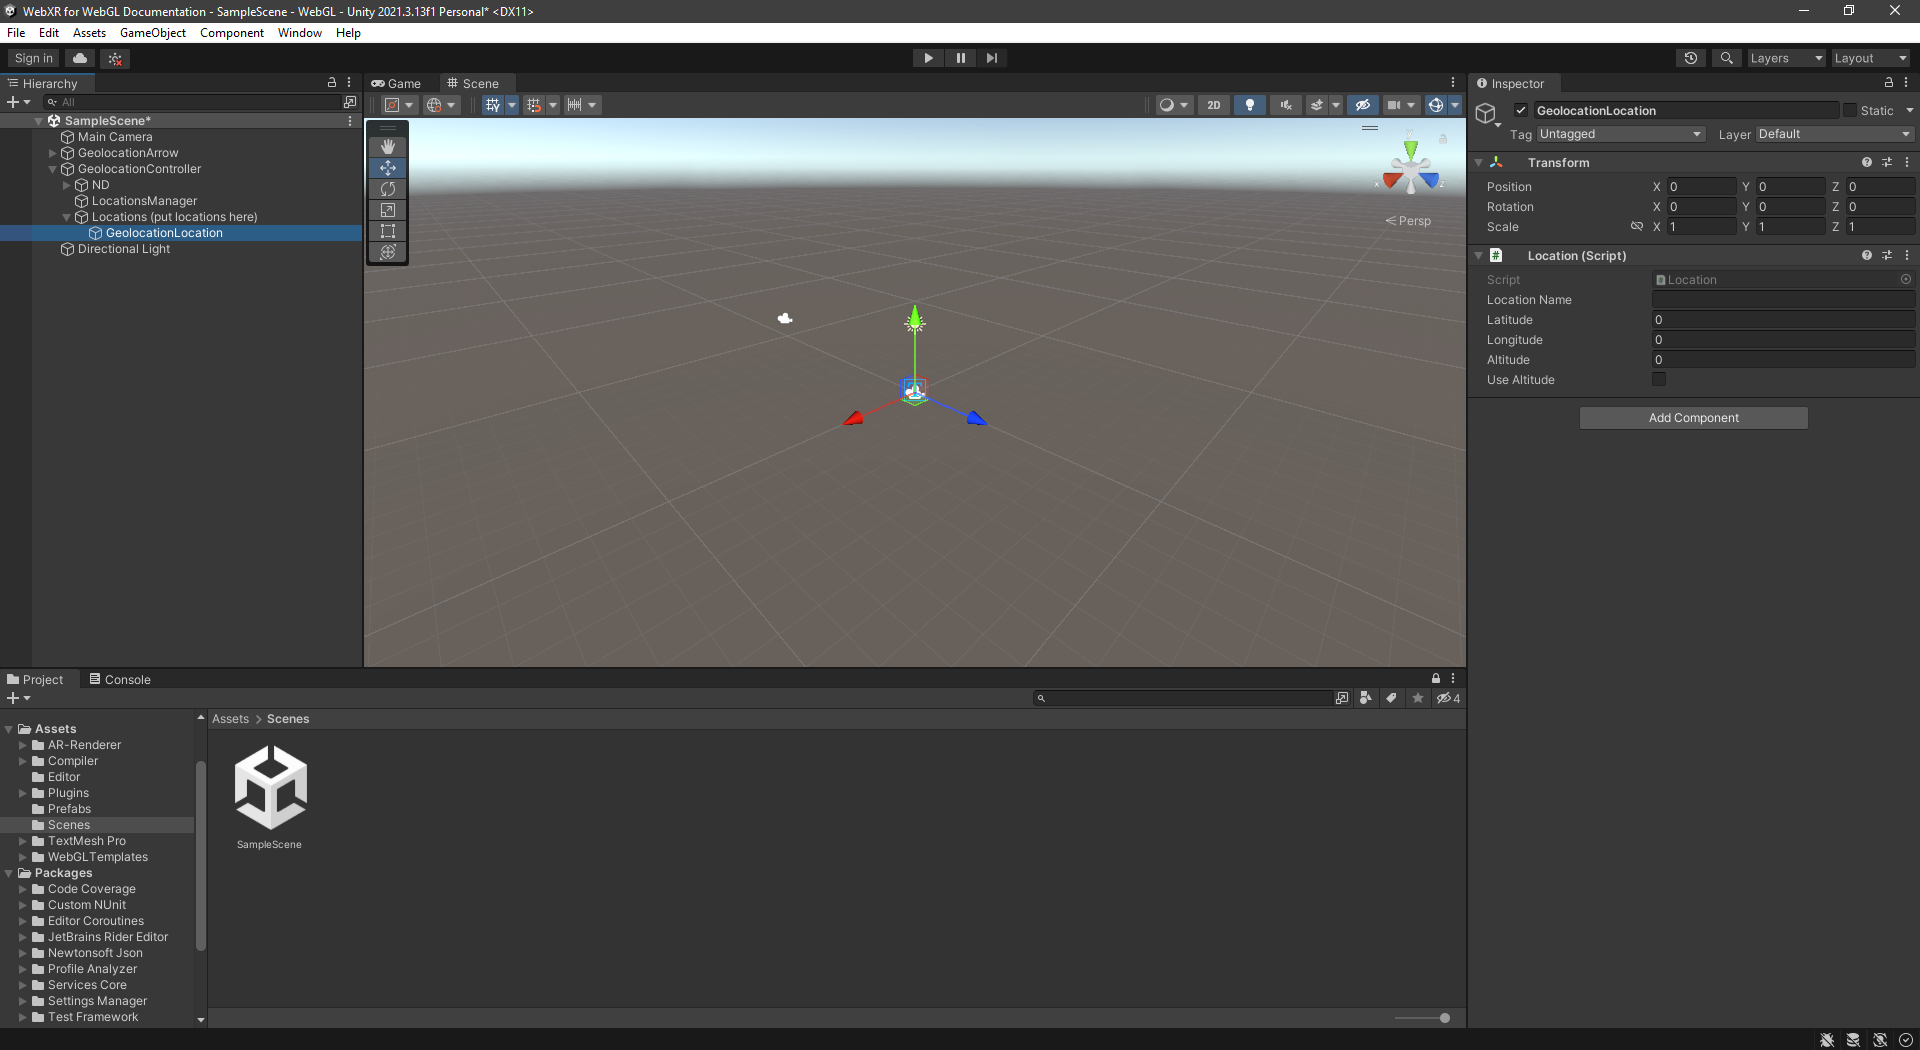 WebXR for WebGL Documentation - SampleScene - WebGL - Unity 2021.3.13f1 Personal* <DX11>
File Edit Assets GameObject Component Window Help
Sign in
Layers
Layout
Hierarchy
All
SampleScene*
Main Camera
GeolocationArrow
GeolocationController
ND
LocationsManager
Locations (put locations here)
GeolocationLocation
Directional Light
Game
Scene
2D
y
x
z
Persp
Inspector
GeolocationLocation
Static
Tag Untagged
Layer Default
Transform
Position X 0 Y 0 Z 0
Rotation X 0 Y 0 Z 0
Scale X 1 Y 1 Z 1
Location (Script)
Script Location
Location Name
Latitude 0
Longitude 0
Altitude 0
Use Altitude
Add Component
Project
Console
4
Assets
AR-Renderer
Compiler
Editor
Plugins
Prefabs
Scenes
TextMesh Pro
WebGLTemplates
Packages
Code Coverage
Custom NUnit
Editor Coroutines
JetBrains Rider Editor
Newtonsoft Json
Profile Analyzer
Services Core
Settings Manager
Test Framework
Assets > Scenes
SampleScene